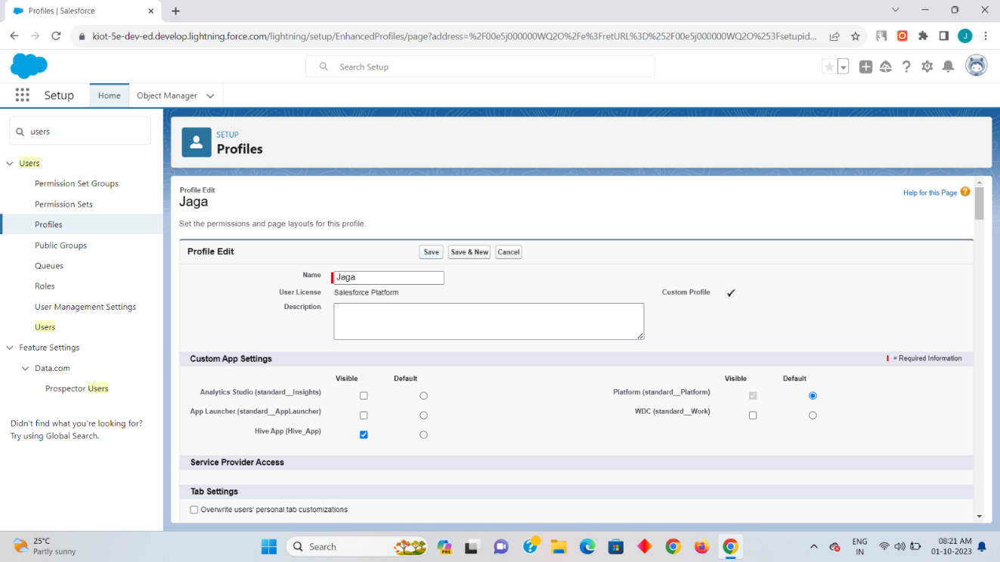 Profiles | Salesforce
kiot-5e-dev-ed.develop.lightning.force.com/lightning/setup/EnhancedProfiles/page?address=%2F00e5j000000WQ2O%2Fe%3FretURL%3D%252F00e5j000000WQ2O%253Fsetupid...
J
Search Setup
Setup
Home
Object Manager
users
Users
Permission Set Groups
Permission Sets
Profiles
Public Groups
Queues
Roles
User Management Settings
Users
Feature Settings
Data.com
Prospector Users
Didn't find what you're looking for?
Try using Global Search.
SETUP
Profiles
Profile Edit
Jaga
Help for this Page
Set the permissions and page layouts for this profile.
Profile Edit
Save
Save & New
Cancel
Name
Jaga
User License
Salesforce Platform
Custom Profile
Description
Custom App Settings
= Required Information
Visible Default
Visible Default
Analytics Studio (standard__Insights)
Platform (standard__Platform)
App Launcher (standard__AppLauncher)
WDC (standard__Work)
Hive App (Hive_App)
Service Provider Access
Tab Settings
Overwrite users' personal tab customizations
25°C
Partly sunny
Search
PRE
ENG
IN
08:21 AM
01-10-2023